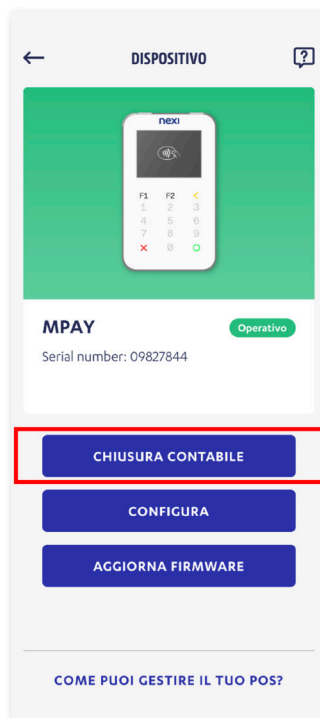 DISPOSITIVO
?
nexi
F1 F2 <
1 2 3
4 5 6
7 8 9
× 0 O
MPAY
Operativo
Serial number: 09827844
CHIUSURA CONTABILE
CONFIGURA
AGGIORNA FIRMWARE
COME PUOI GESTIRE IL TUO POS?